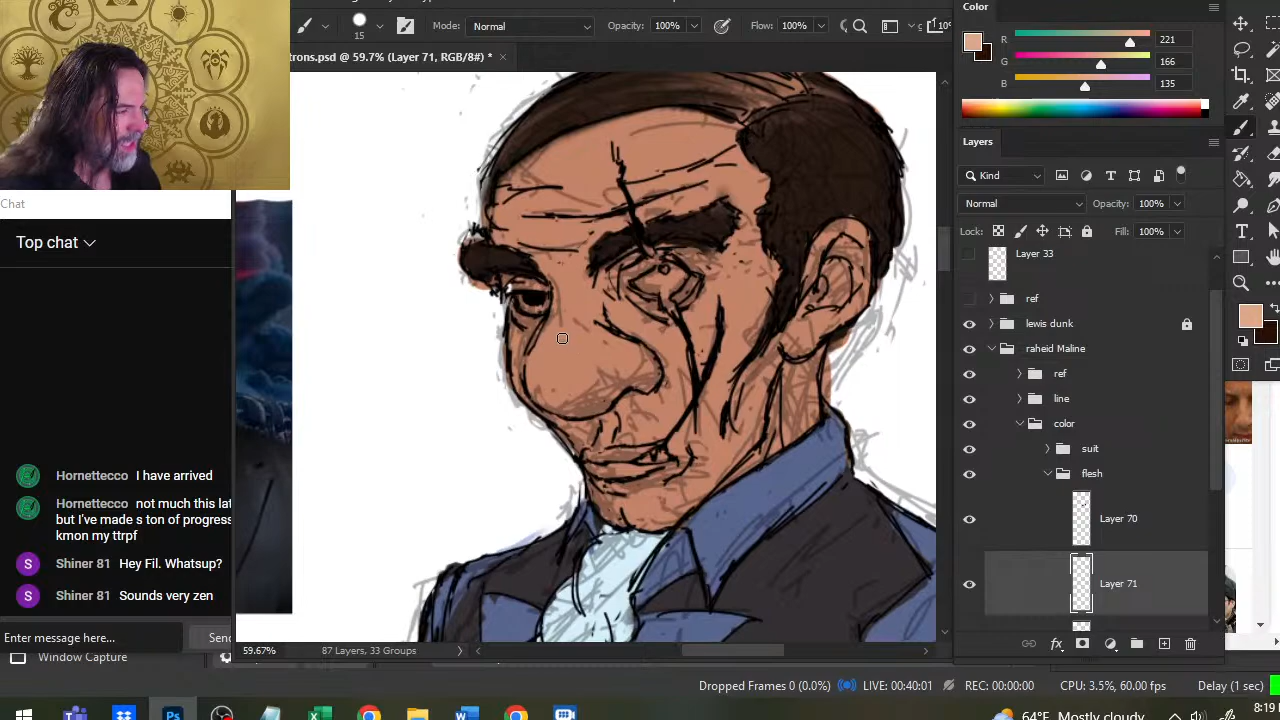 15
Mode:
Normal
Opacity:
100%
Flow:
100%
trons.psd @ 59.7% (Layer 71, RGB/8#) *
Color
R
221
G
166
B
135
Layers
Kind
Normal
Opacity:
100%
Lock:
Fill:
100%
Layer 33
ref
lewis dunk
raheid Maline
ref
line
color
suit
flesh
Layer 70
Layer 71
Chat
Top chat
Hornettecco I have arrived
Hornettecco not much this lat
but I've made s ton of progress
kmon my ttrpf
S
Shiner 81 Hey Fil. Whatsup?
S
Shiner 81 Sounds very zen
Enter message here...
Send
Window Capture
59.67%
87 Layers, 33 Groups
fx
Dropped Frames 0 (0.0%)
LIVE: 00:40:01
REC: 00:00:00
CPU: 3.5%, 60.00 fps
Delay (1 sec)
Ps
64°F Mostly cloudy
8:19